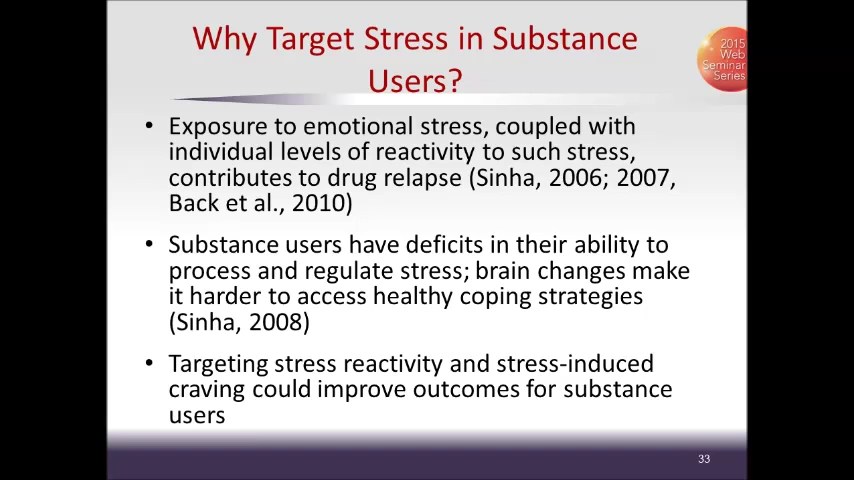 Why Target Stress in Substance
Users?
2015
Web
Seminar
Series
• Exposure to emotional stress, coupled with
individual levels of reactivity to such stress,
contributes to drug relapse (Sinha, 2006; 2007,
Back et al., 2010)
• Substance users have deficits in their ability to
process and regulate stress; brain changes make
it harder to access healthy coping strategies
(Sinha, 2008)
• Targeting stress reactivity and stress-induced
craving could improve outcomes for substance
users
33